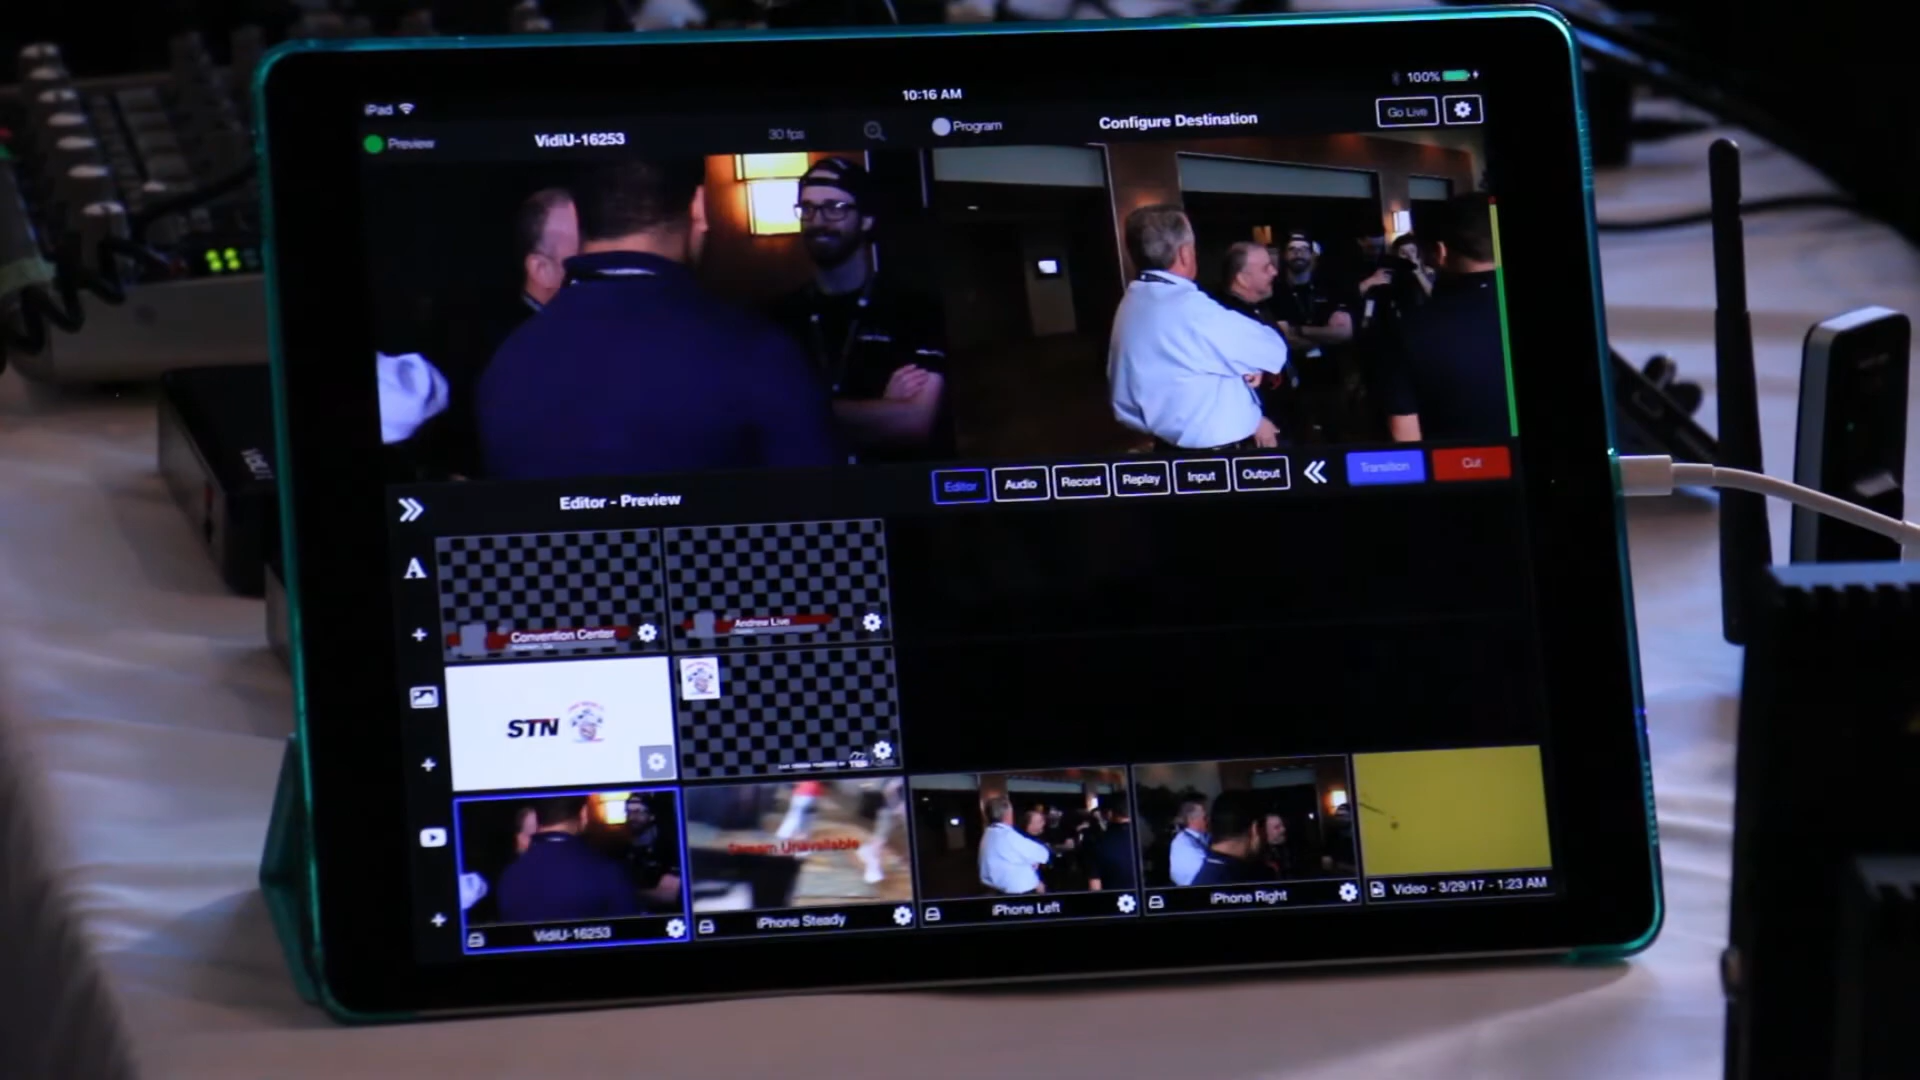 iPad
10:16 AM
100%
Preview
VidiU-16253
30 fps
Program
Configure Destination
Go Live
Editor - Preview
Editor
Audio
Record
Replay
Input
Output
Transition
Cut
A
Convention Center
Andrew Live
STN
Stream Unavailable
VidiU-16253
iPhone Steady
iPhone Left
iPhone Right
Video - 3/29/17 - 1:23 AM